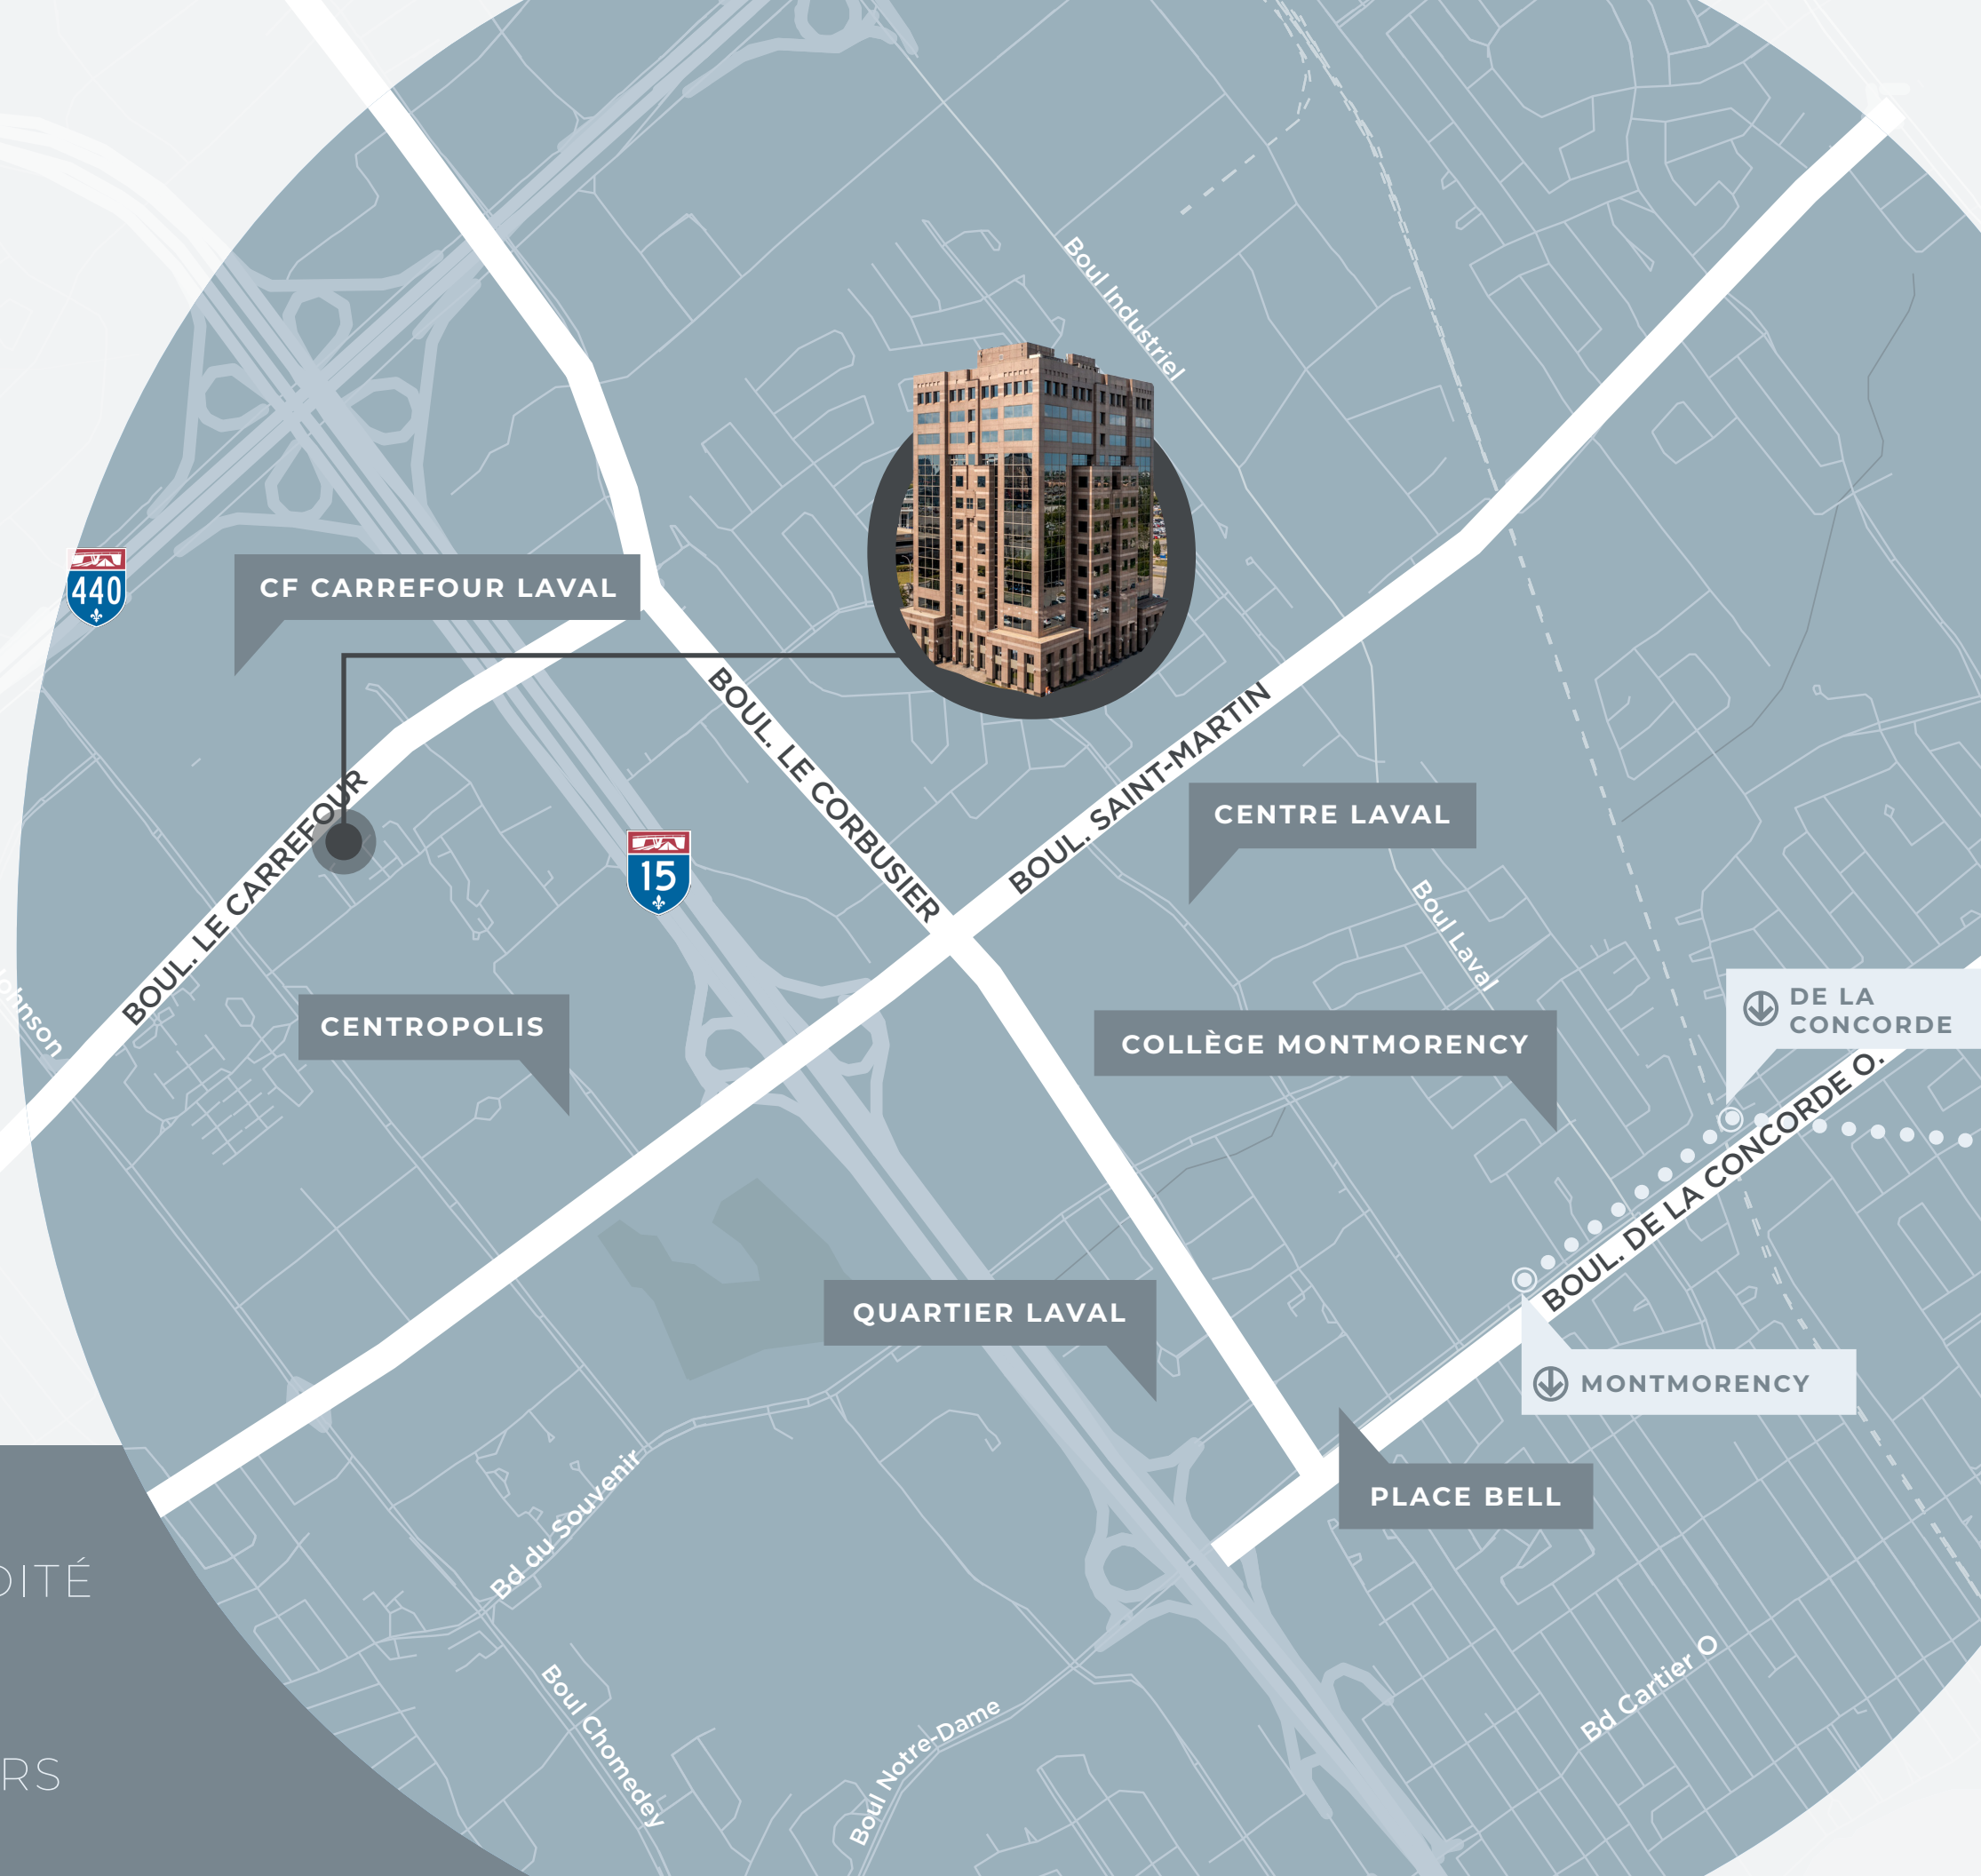 Boul Industriel
440
CF CARREFOUR LAVAL
BOUL. LE CORBUSIER
BOUL. SAINT-MARTIN
BOUL. LE CARREFOUR
15
CENTRE LAVAL
Boul Laval
CENTROPOLIS
COLLÈGE MONTMORENCY
DE LA
CONCORDE
BOUL. DE LA CONCORDE O.
QUARTIER LAVAL
MONTMORENCY
PLACE BELL
Bd du Souvenir
Boul Chomedey
Boul Notre-Dame
Bd Cartier O